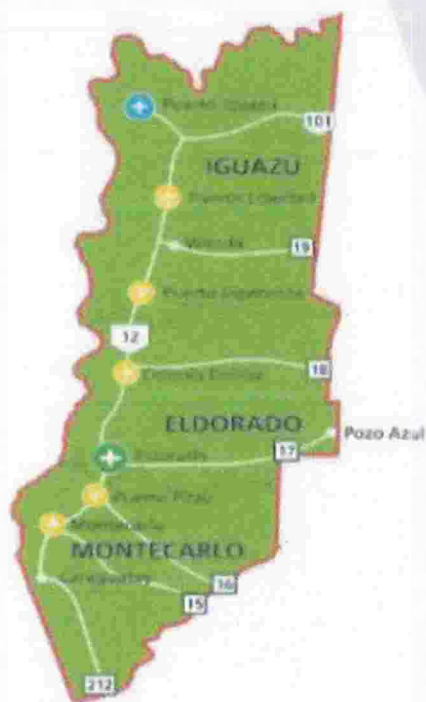 Puerto Iguazú
101
IGUAZU
Puerto Libertad
Wanda
19
Puerto Esperanza
12
Colonia Delicia
18
ELDORADO
Pozo Azul
17
Eldorado
Puerto Piray
Montecarlo
MONTECARLO
Caraguatay
16
15
212